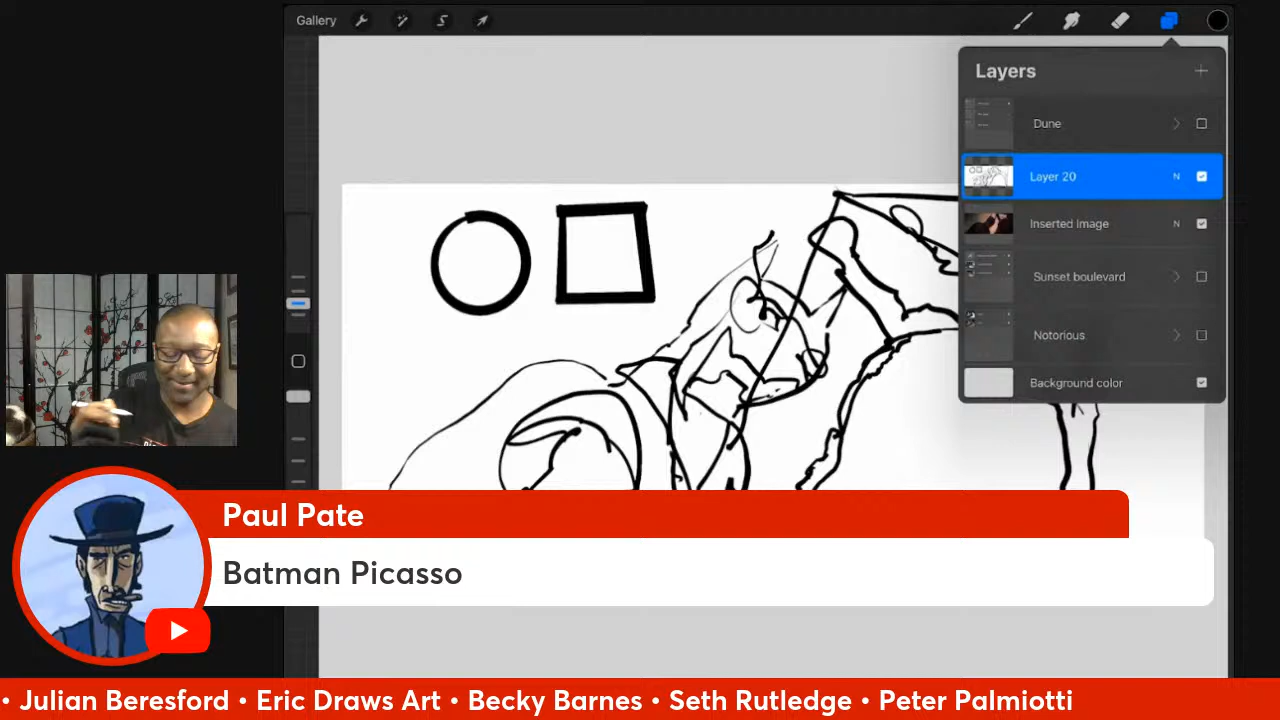 Gallery
Layers
Dune
Layer 20
N
Inserted Image
N
Sunset boulevard
Notorious
Background color
Paul Pate
Batman Picasso
• Julian Beresford • Eric Draws Art • Becky Barnes • Seth Rutledge • Peter Palmiotti